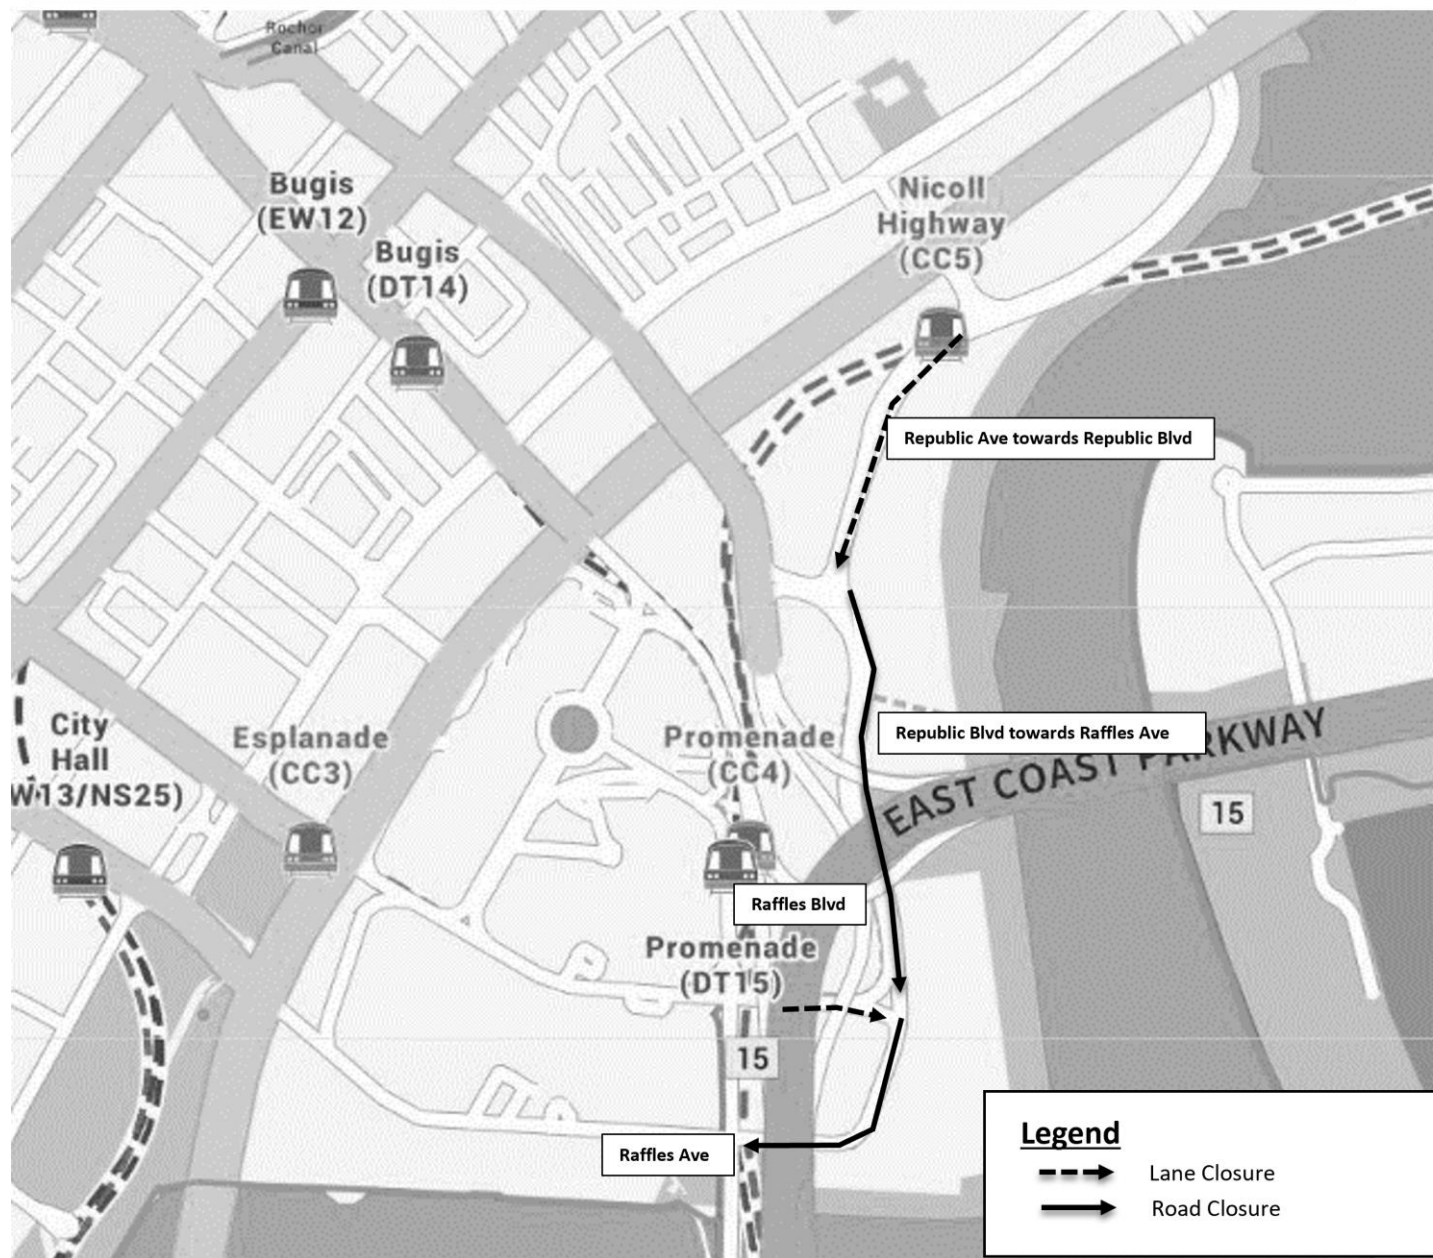 Rochor
Canal
Bugis
(EW12)
Bugis
(DT14)
Nicoll
Highway
(CC5)
Republic Ave towards Republic Blvd
City
Hall
W13/NS25)
Esplanade
(CC3)
Promenade
(CC4)
Republic Blvd towards Raffles Ave
EAST COAST PARKWAY
15
Raffles Blvd
Promenade
(DT15)
15
Raffles Ave
Legend
Lane Closure
Road Closure